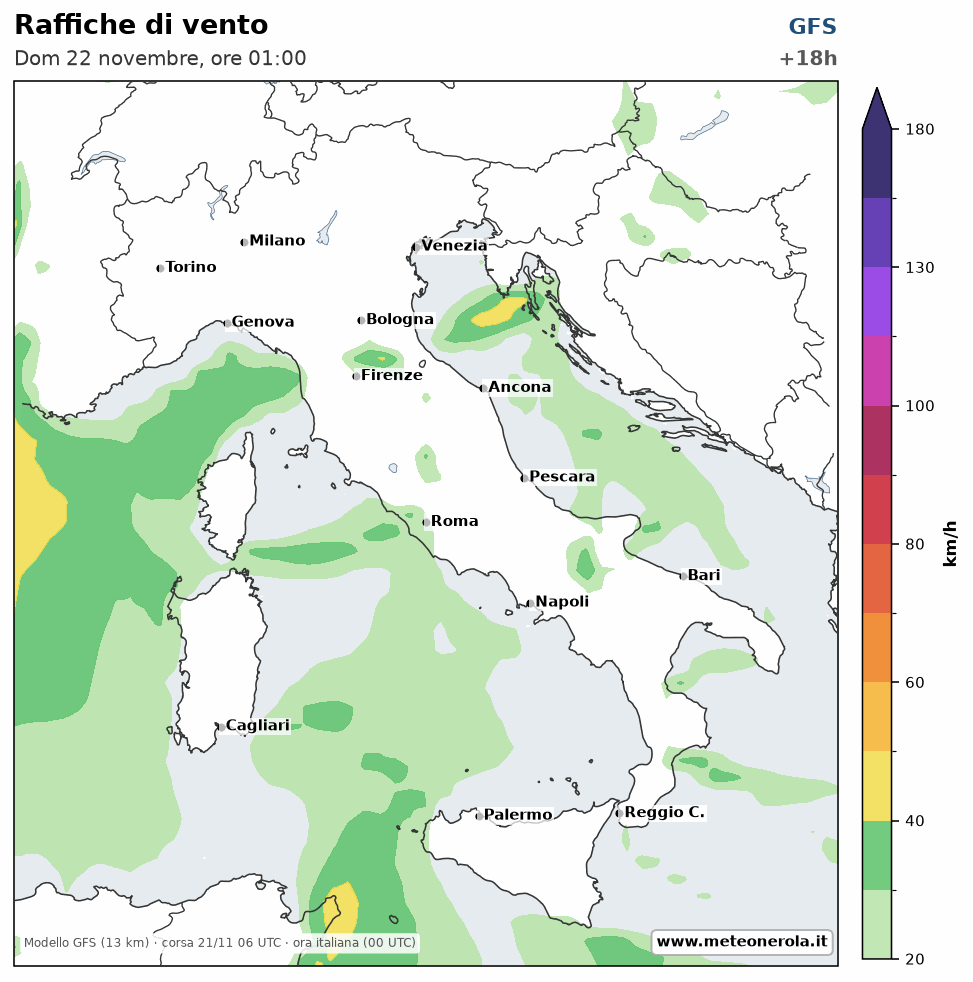 Raffiche di vento
GFS
Dom 22 novembre, ore 01:00
+18h
180
130
100
80
60
40
20
km/h
Milano
Venezia
Torino
Genova
Bologna
Firenze
Ancona
Pescara
Roma
Bari
Napoli
Cagliari
Palermo
Reggio C.
Modello GFS (13 km) · corsa 21/11 06 UTC · ora italiana (00 UTC)
www.meteonerola.it